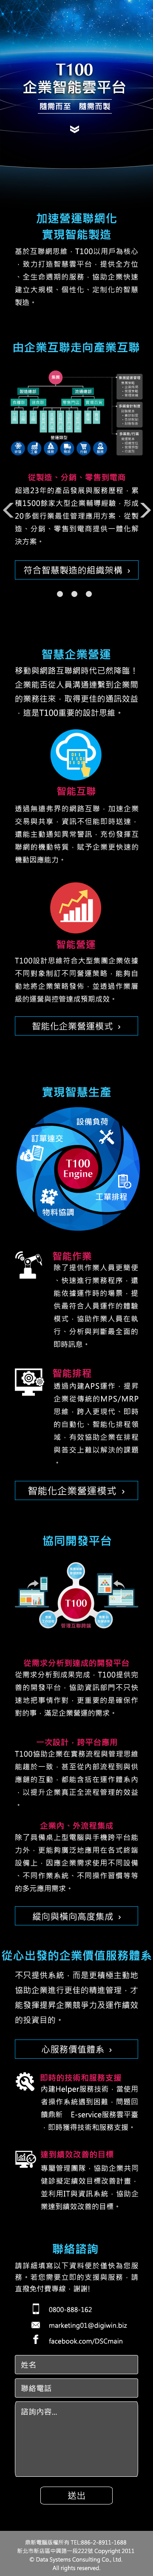 T100
企業智能雲平台
隨需而至 隨需而製
加速營運聯網化
實現智能製造
基於互聯網思維，T100以用戶為核心
，致力打造智慧雲平台，提供全方位
、全生命週期的服務，協助企業快速
建立大規模、個性化、定制化的智慧
製造。
由企業互聯走向產業互聯
從製造、分銷、零售到電商
超過23年的產品發展與服務歷程，累
積1500餘家大型企業輔導經驗，形成
20多個行業最佳管理應用方案，從製
造、分銷、零售到電商提供一體化解
決方案。
符合智慧製造的組織架構 ›
智慧企業營運
移動與網路互聯網時代已然降臨！
企業能否從人員溝通連繫到企業間
的業務往來，取得更佳的通訊效益
，這是T100重要的設計思維。
智能互聯
透過無遠弗界的網路互聯，加速企業
交易與共享，資訊不但能即時送達，
還能主動通知異常警訊，充份發揮互
聯網的機動特質，賦予企業更快速的
機動因應能力。
智能營運
T100設計思維符合大型集團企業依據
不同對象制訂不同營運策略，能夠自
動地將企業策略發佈，並透過作業層
級的運營與控管達成預期成效。
智能化企業營運模式 ›
實現智慧生產
設備負荷
訂單達交
T100
Engine
工單排程
物料協調
智能作業
除了提供作業人員更簡便
、快速進行業務程序，還
能依據運作時的場景，提
供最符合人員運作的體驗
模式，協助作業人員在執
行、分析與判斷最全面的
即時訊息。
智能排程
透過內建APS運作，提昇
企業從傳統的MPS/MRP
思維，跨入更現代、即時
的自動化、智能化排程領
域，有效協助企業在排程
與答交上難以解決的課題
。
智能化企業營運模式 ›
協同開發平台
T100
從需求分析到達成的開發平台
從需求分析到成果完成，T100提供完
善的開發平台，協助資訊部門不只快
速地把事情作對，更重要的是確保作
對的事，滿足企業營運的需求。
一次設計，跨平台應用
T100協助企業在實務流程與管理思維
能趨於一致，甚至從內部流程到與供
應鏈的互動，都能含括在運作體系內
，以提升企業真正全流程管理的效益
。
企業內、外流程集成
除了具備桌上型電腦與手機跨平台能
力外，更能夠廣泛地應用在各式終端
設備上，因應企業需求使用不同設備
、不同作業系統、不同操作習慣等等
的多元應用需求。
縱向與橫向高度集成 ›
從心出發的企業價值服務體系
不只提供系統，而是更積極主動地
協助企業進行更佳的精進管理，才
能發揮提昇企業競爭力及運作績效
的投資目的。
心服務價值體系 ›
即時的技術和服務支援
內建Helper服務技術，當使用
者操作系統遇到困難，問題回
饋鼎新 E-service服務雲平臺
，即時獲得技術和服務支援。
達到績效改善的目標
專屬管理團隊，協助企業共同
健診擬定績效目標改善計畫，
並利用IT與資訊系統，協助企
業達到績效改善的目標。
聯絡諮詢
請詳細填寫以下資料便於儘快為您服
務。若您需要立即的支援與服務，請
直撥免付費專線，謝謝!
0800-888-162
marketing01@digiwin.biz
facebook.com/DSCmain
姓名
聯絡電話
諮詢內容...
送出
鼎新電腦版權所有 TEL:886-2-8911-1688
新北市新店區中興路一段222號 Copyright 2011
© Data Systems Consulting Co., Ltd.
All rights reserved.